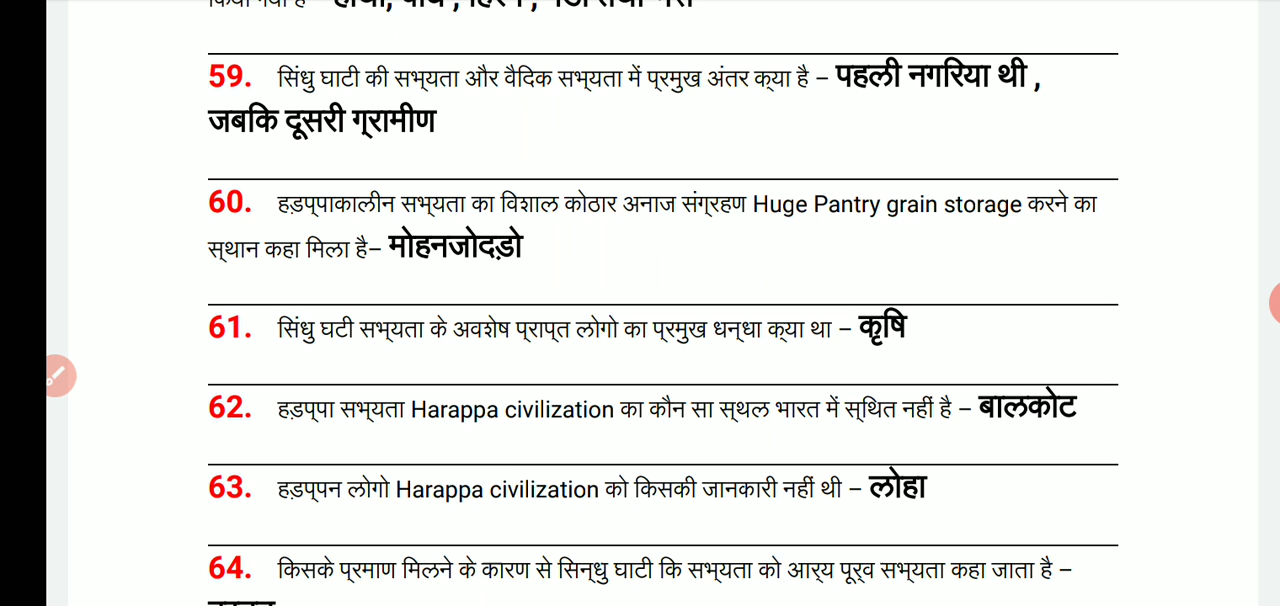 59. सिंधु घाटी की सभ्यता और वैदिक सभ्यता में प्रमुख अंतर क्या है – पहली नगरिया थी ,
जबकि दूसरी ग्रामीण
60. हड़प्पाकालीन सभ्यता का विशाल कोठार अनाज संग्रहण Huge Pantry grain storage करने का
स्थान कहा मिला है– मोहनजोदड़ो
61. सिंधु घटी सभ्यता के अवशेष प्राप्त लोगो का प्रमुख धन्धा क्या था – कृषि
62. हड़प्पा सभ्यता Harappa civilization का कौन सा स्थल भारत में स्थित नहीं है – बालकोट
63. हड़प्पन लोगो Harappa civilization को किसकी जानकारी नहीं थी – लोहा
64. किसके प्रमाण मिलने के कारण से सिन्धु घाटी कि सभ्यता को आर्य पूर्व सभ्यता कहा जाता है –